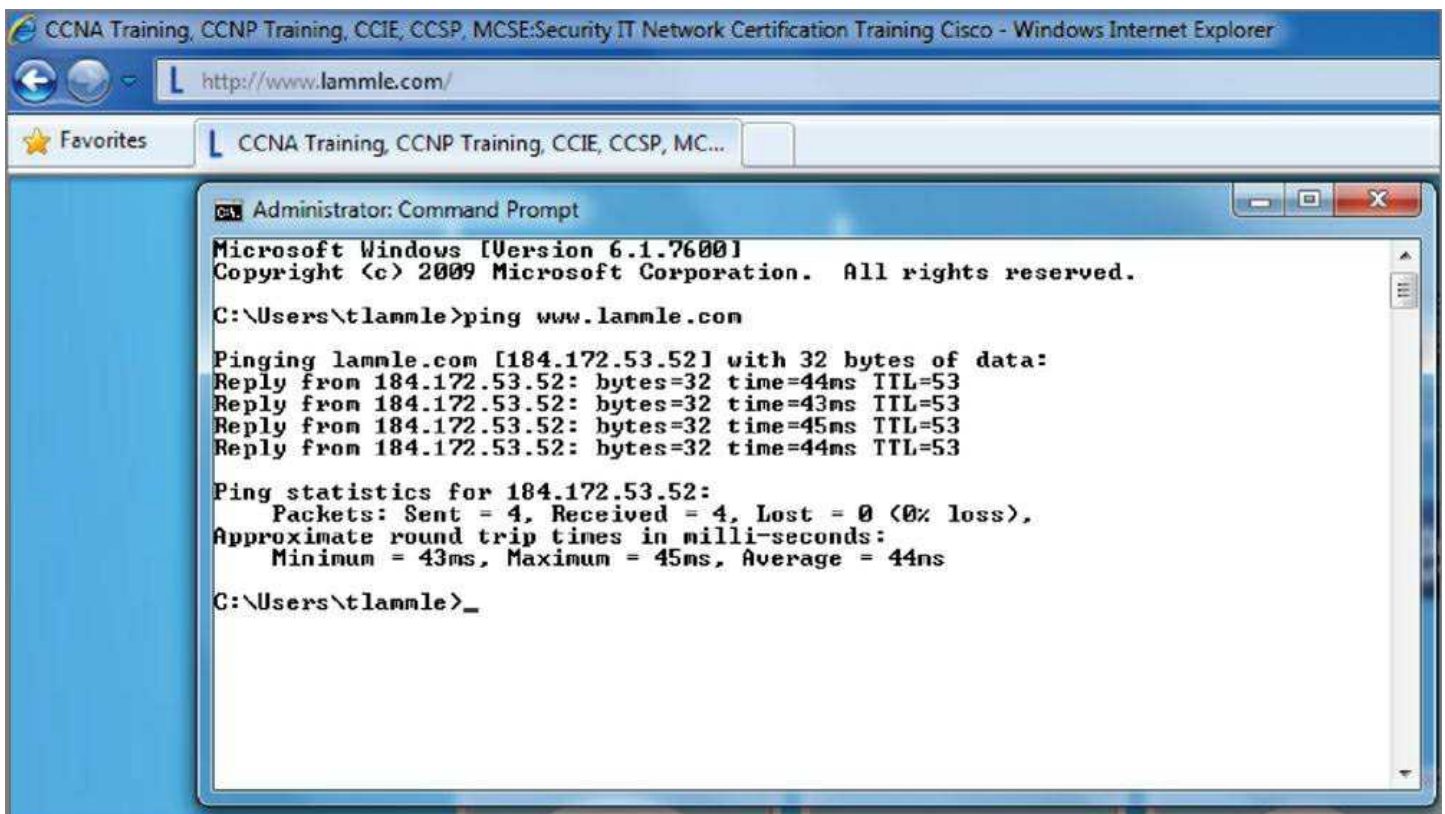 CCNA Training, CCNP Training, CCIE, CCSP, MCSE:Security IT Network Certification Training Cisco - Windows Internet Explorer
L http://www.lammle.com/
Favorites
L CCNA Training, CCNP Training, CCIE, CCSP, MC...
C:\. Administrator: Command Prompt
Microsoft Windows [Version 6.1.7600]
Copyright (c) 2009 Microsoft Corporation.  All rights reserved.
C:\Users\tlammle>ping www.lammle.com
Pinging lammle.com [184.172.53.52] with 32 bytes of data:
Reply from 184.172.53.52: bytes=32 time=44ms TTL=53
Reply from 184.172.53.52: bytes=32 time=43ms TTL=53
Reply from 184.172.53.52: bytes=32 time=45ms TTL=53
Reply from 184.172.53.52: bytes=32 time=44ms TTL=53
Ping statistics for 184.172.53.52:
    Packets: Sent = 4, Received = 4, Lost = 0 (0% loss),
Approximate round trip times in milli-seconds:
    Minimum = 43ms, Maximum = 45ms, Average = 44ms
C:\Users\tlammle>_